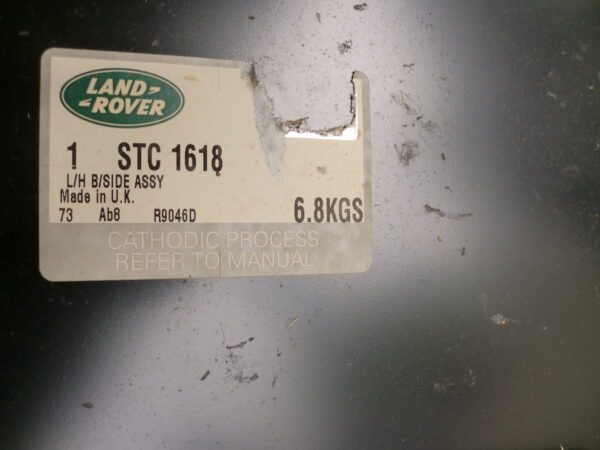 LAND-
-ROVER
1 STC 1618
L/H B/SIDE ASSY
Made in U.K.
73 Ab8 R9046D 6.8KGS
CATHODIC PROCESS
REFER TO MANUAL